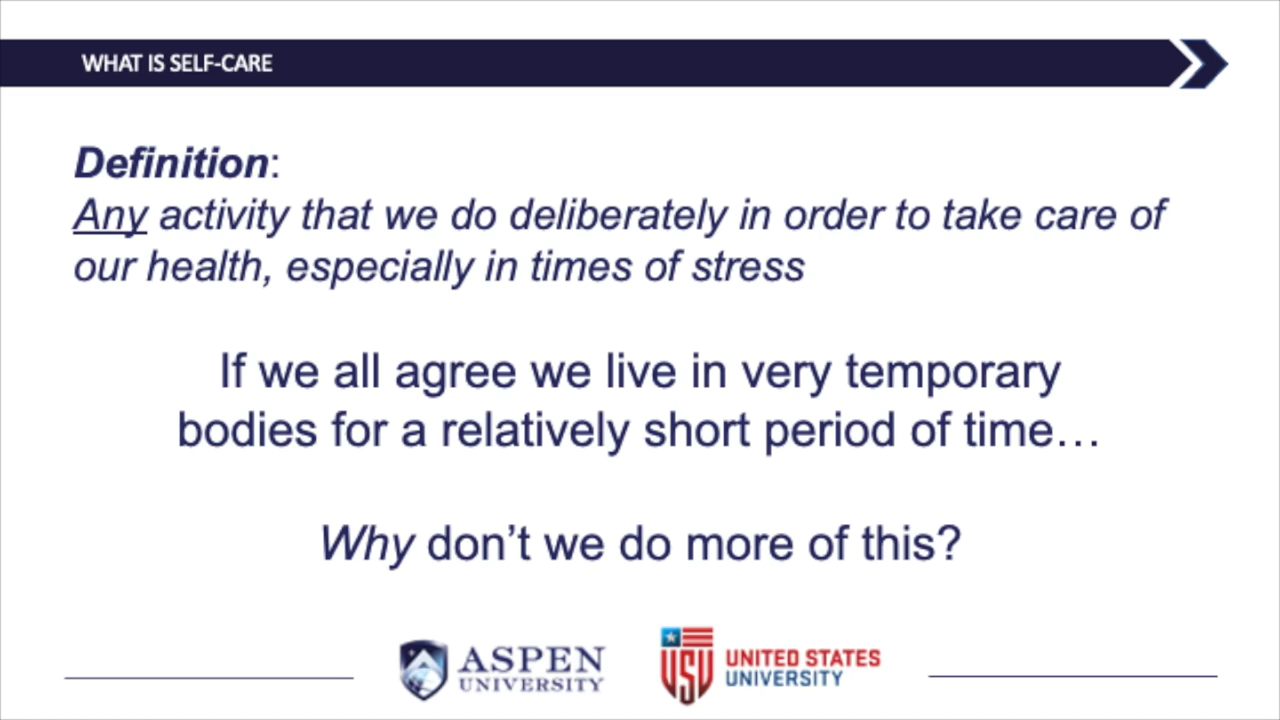 WHAT IS SELF-CARE
Definition:
Any activity that we do deliberately in order to take care of
our health, especially in times of stress
If we all agree we live in very temporary
bodies for a relatively short period of time…
Why don’t we do more of this?
ASPEN
UNIVERSITY
USU
UNITED STATES
UNIVERSITY